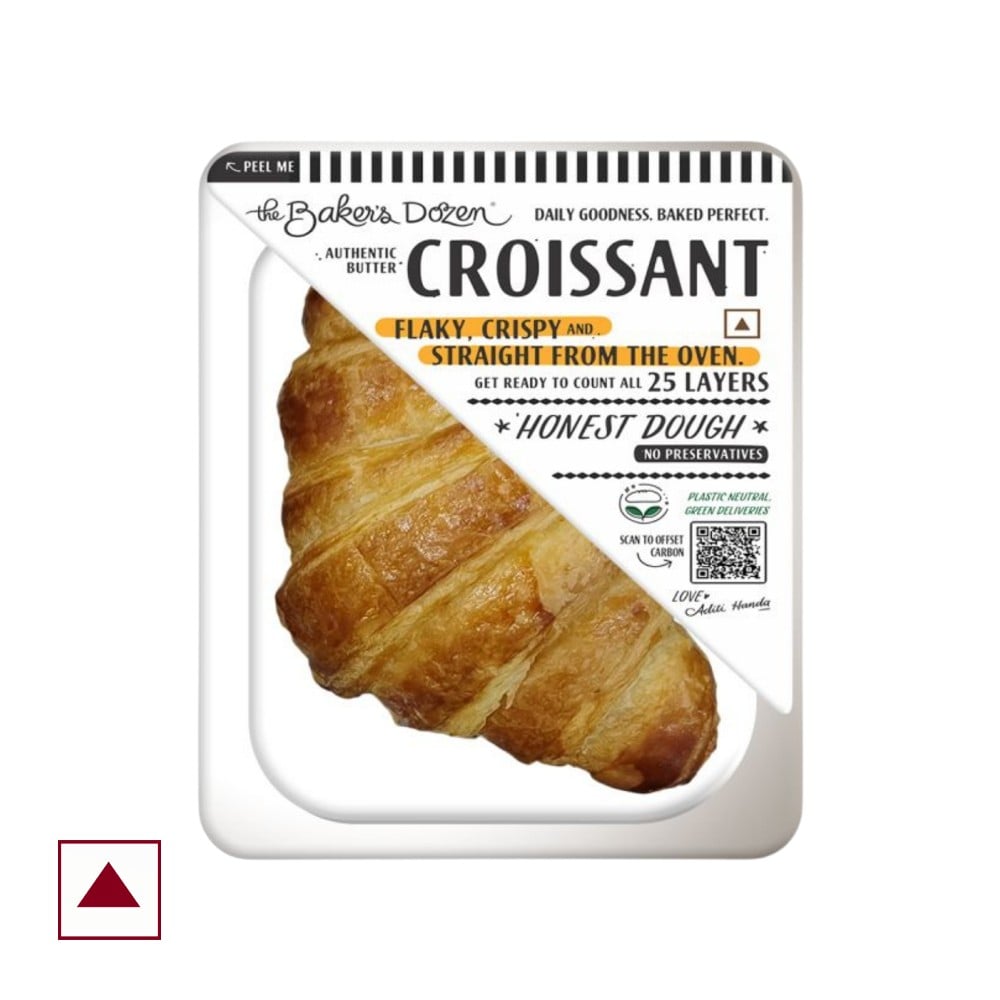 PEEL ME
the Baker's Dozen®
DAILY GOODNESS. BAKED PERFECT.
AUTHENTIC
BUTTER
CROISSANT
FLAKY, CRISPY AND
STRAIGHT FROM THE OVEN.
GET READY TO COUNT ALL 25 LAYERS
HONEST DOUGH
NO PRESERVATIVES
PLASTIC NEUTRAL.
GREEN DELIVERIES
SCAN TO OFFSET
CARBON
LOVE
Aditi Handa